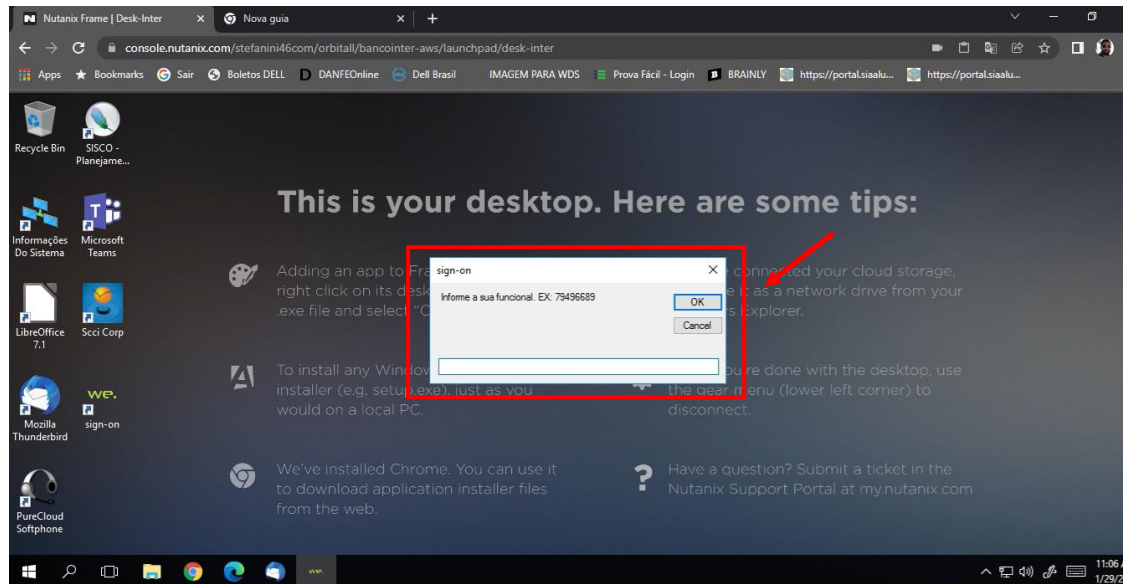 Nutanix Frame | Desk-Inter
Nova guia
console.nutanix.com/stefanini46com/orbitall/bancointer-aws/launchpad/desk-inter
Apps
Bookmarks
Sair
Boletos DELL
DANFEOnline
Dell Brasil
IMAGEM PARA WDS
Prova Fácil - Login
BRAINLY
https://portal.siaalu...
https://portal.siaalu...
Recycle Bin
SISCO -
Planejame...
Informações
Do Sistema
Microsoft
Teams
LibreOffice
7.1
Scci Corp
Mozilla
Thunderbird
we.
sign-on
PureCloud
Softphone
This is your desktop. Here are some tips:
Adding an app to Fra
right click on its desk
.exe file and select "C
connected your cloud storage,
it as a network drive from your
s Explorer.
sign-on
Informe a sua funcional. EX: 79496689
OK
Cancel
To install any Window
installer (e.g. setup.exe), just as you
would on a local PC.
done with the desktop, use
the gear menu (lower left corner) to
disconnect.
We've installed Chrome. You can use it
to download application installer files
from the web.
Have a question? Submit a ticket in the
Nutanix Support Portal at my.nutanix.com
we.
11:06